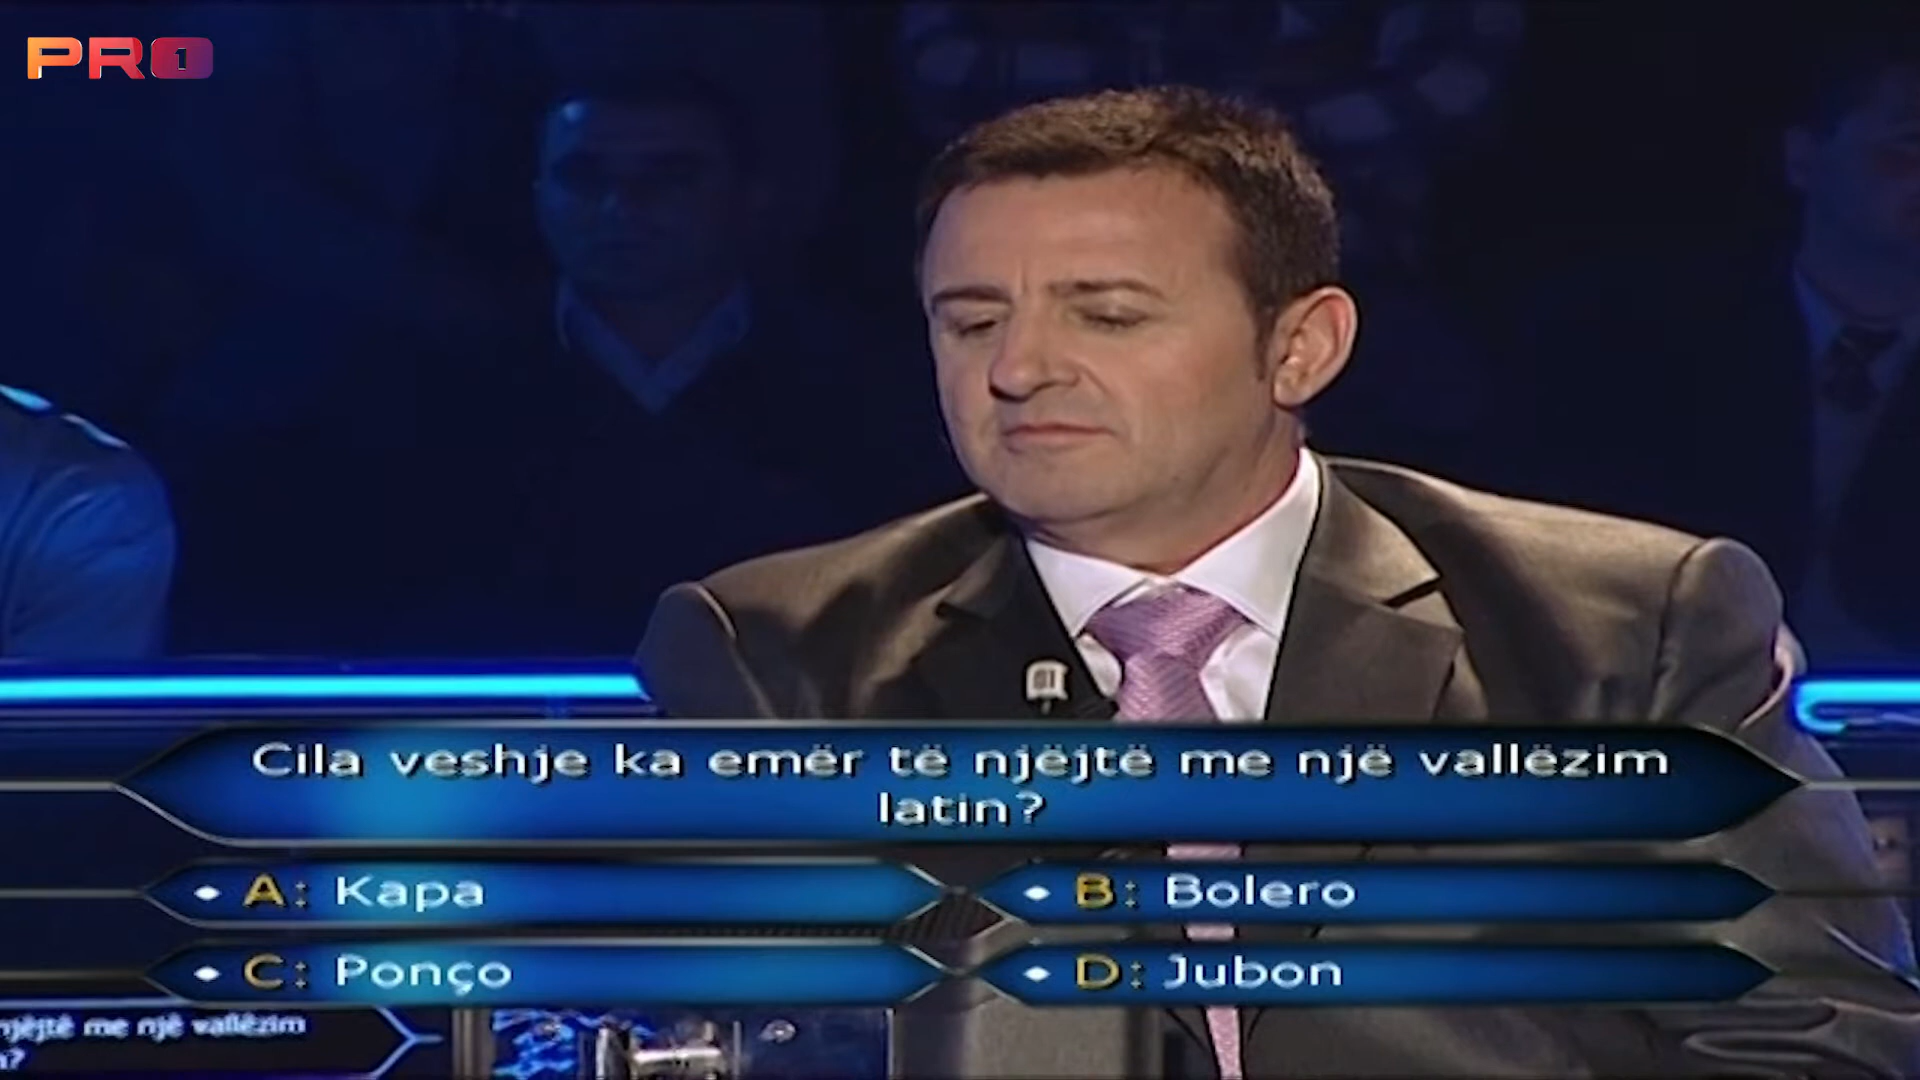 PRO 1
Cila veshje ka emër të njëjtë me një vallëzim
latin?
A: Kapa
B: Bolero
C: Ponço
D: Jubon
njëjtë me një vallëzim
?